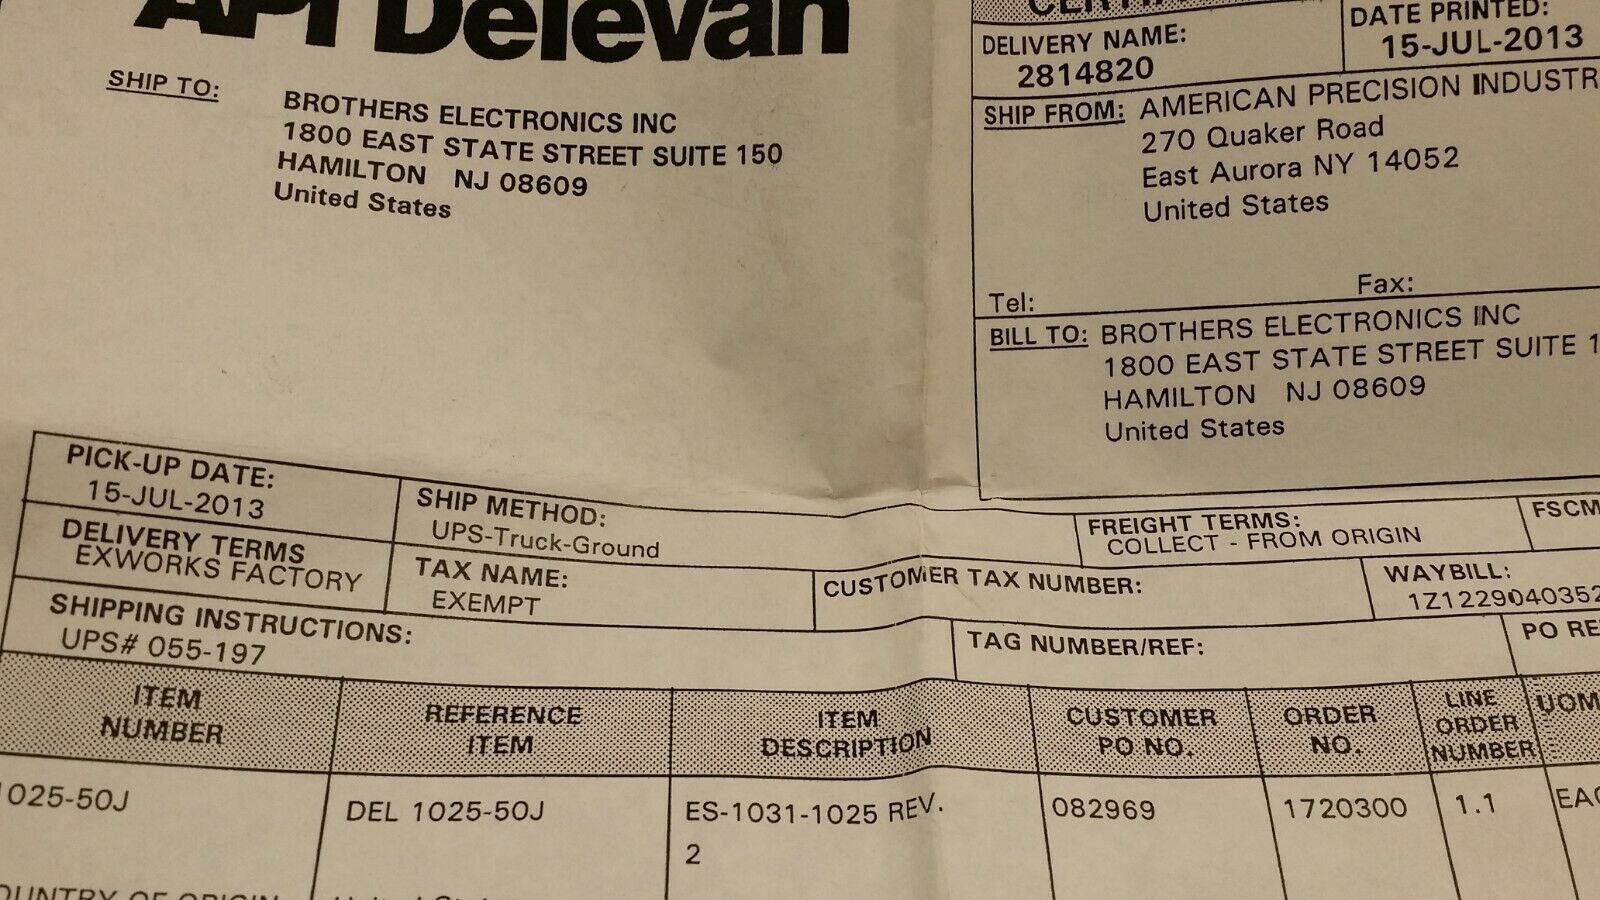 API Delevan
SHIP TO:
BROTHERS ELECTRONICS INC
1800 EAST STATE STREET SUITE 150
HAMILTON NJ 08609
United States
DELIVERY NAME:
2814820
DATE PRINTED:
15-JUL-2013
SHIP FROM: AMERICAN PRECISION INDUSTR
270 Quaker Road
East Aurora NY 14052
United States
Tel:
Fax:
BILL TO: BROTHERS ELECTRONICS INC
1800 EAST STATE STREET SUITE 1
HAMILTON NJ 08609
United States
PICK-UP DATE:
15-JUL-2013
SHIP METHOD:
UPS-Truck-Ground
FREIGHT TERMS:
COLLECT - FROM ORIGIN
FSCM
DELIVERY TERMS
EXWORKS FACTORY
TAX NAME:
EXEMPT
CUSTOMER TAX NUMBER:
WAYBILL:
1Z1229040352
SHIPPING INSTRUCTIONS:
UPS# 055-197
TAG NUMBER/REF:
PO RE
ITEM
NUMBER
REFERENCE
ITEM
ITEM
DESCRIPTION
CUSTOMER
PO NO.
ORDER
NO.
LINE
ORDER
NUMBER
UOM
1025-50J
DEL 1025-50J
ES-1031-1025 REV.
2
082969
1720300
1.1
EAC
OUNTRY OF ORIGIN